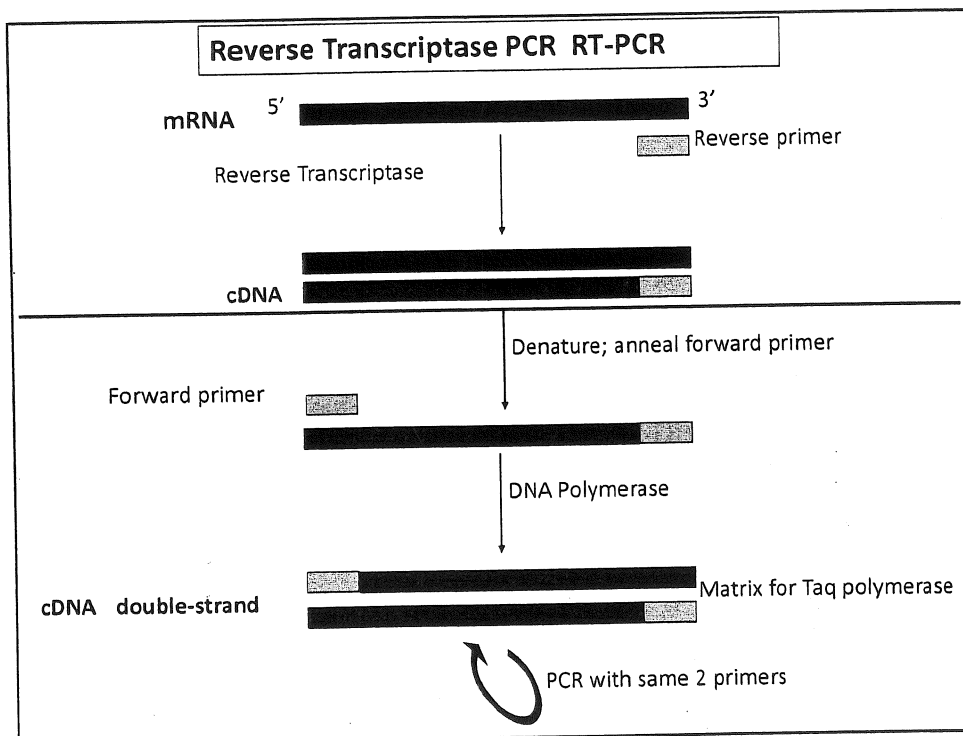 Reverse Transcriptase PCR RT-PCR
mRNA 5′ 3′
Reverse primer
Reverse Transcriptase
cDNA
Denature; anneal forward primer
Forward primer
DNA Polymerase
cDNA double-strand
Matrix for Taq polymerase
PCR with same 2 primers